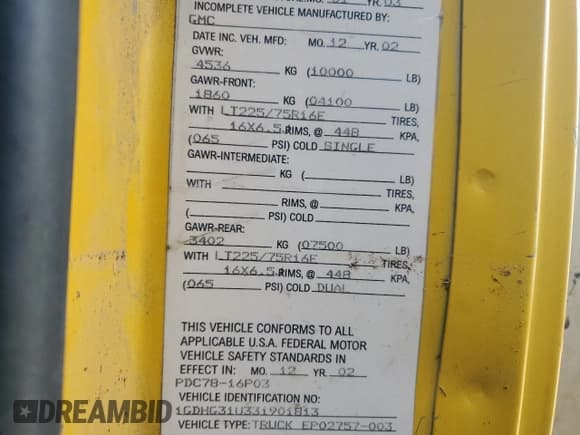 INCOMPLETE VEHICLE MANUFACTURED BY:
GMC
DATE INC. VEH. MFD: MO. 12 YR. 02
GVWR:
4536 KG (10000 LB)
GAWR-FRONT:
1860 KG (04100 LB)
WITH LT225/75R16E TIRES,
16X6.5 RIMS, @ 448 KPA,
(065 PSI) COLD SINGLE
GAWR-INTERMEDIATE:
KG ( LB)
WITH TIRES,
RIMS, @ KPA,
( PSI) COLD
GAWR-REAR:
3402 KG (07500 LB)
WITH LT225/75R16E TIRES,
16X6.5 RIMS, @ 448 KPA,
(065 PSI) COLD DUAL
THIS VEHICLE CONFORMS TO ALL
APPLICABLE U.S.A. FEDERAL MOTOR
VEHICLE SAFETY STANDARDS IN
EFFECT IN: MO. 12 YR. 02
PDC78-16P03
VEHICLE IDENTIFICATION NO:
1GDHG31U331901813
VEHICLE TYPE: TRUCK EP02757-003
DREAMBID